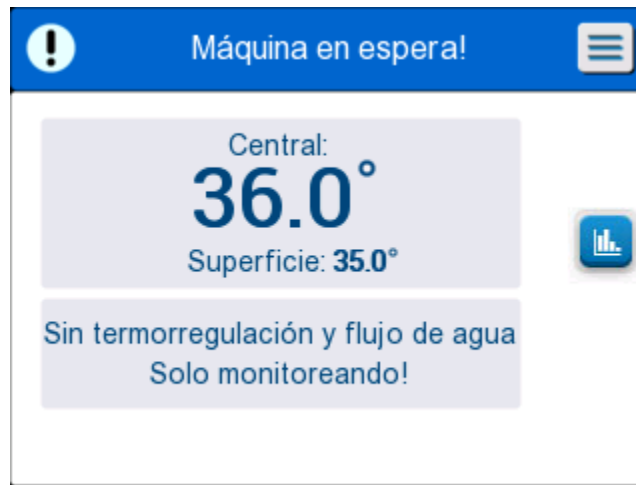 Máquina en espera!
Central:
36.0°
Superficie: 35.0°
Sin termorregulación y flujo de agua
Solo monitoreando!